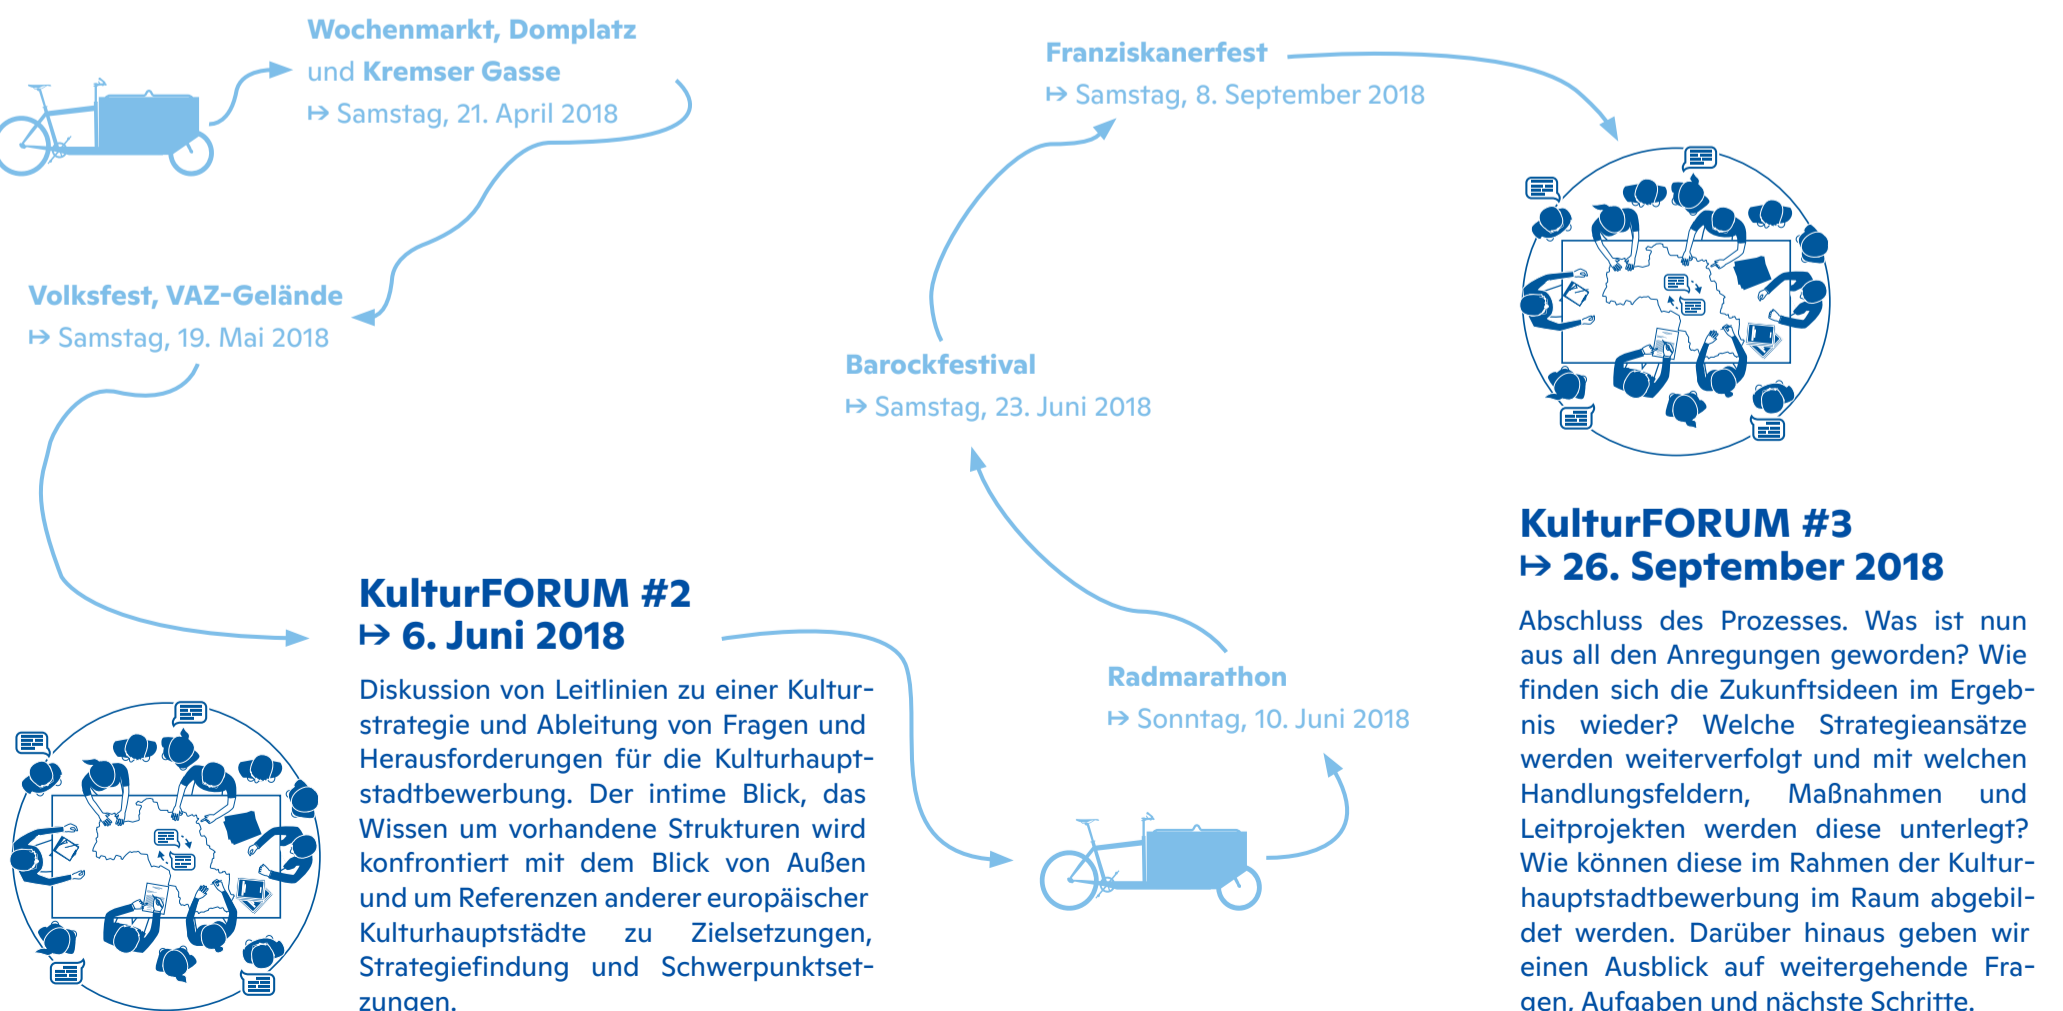 Wochenmarkt, Domplatz
und Kremser Gasse
↦ Samstag, 21. April 2018
Volksfest, VAZ-Gelände
↦ Samstag, 19. Mai 2018
KulturFORUM #2
↦ 6. Juni 2018
Diskussion von Leitlinien zu einer Kultur-
strategie und Ableitung von Fragen und
Herausforderungen für die Kulturhaupt-
stadtbewerbung. Der intime Blick, das
Wissen um vorhandene Strukturen wird
konfrontiert mit dem Blick von Außen
und um Referenzen anderer europäischer
Kulturhauptstädte zu Zielsetzungen,
Strategiefindung und Schwerpunktset-
zungen.
Radmarathon
↦ Sonntag, 10. Juni 2018
Barockfestival
↦ Samstag, 23. Juni 2018
Franziskanerfest
↦ Samstag, 8. September 2018
KulturFORUM #3
↦ 26. September 2018
Abschluss des Prozesses. Was ist nun
aus all den Anregungen geworden? Wie
finden sich die Zukunftsideen im Ergeb-
nis wieder? Welche Strategieansätze
werden weiterverfolgt und mit welchen
Handlungsfeldern, Maßnahmen und
Leitprojekten werden diese unterlegt?
Wie können diese im Rahmen der Kultur-
hauptstadtbewerbung im Raum abgebil-
det werden. Darüber hinaus geben wir
einen Ausblick auf weitergehende Fra-
gen, Aufgaben und nächste Schritte.